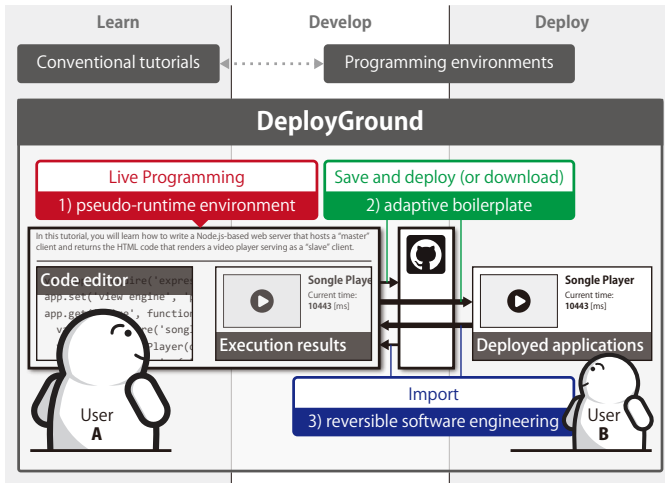 Learn
Develop
Deploy
Conventional tutorials
Programming environments
DeployGround
Live Programming
1) pseudo-runtime environment
Save and deploy (or download)
2) adaptive boilerplate
In this tutorial, you will learn how to write a Node.js-based web server that hosts a “master”
client and returns the HTML code that renders a video player serving as a “slave” client.
Code editor
app.set('view engine',
app.ge
function
Player(
Songle Playe
Current time:
10443 [ms]
Execution results
Songle Player
Current time:
10443 [ms]
Deployed applications
Import
3) reversible software engineering
User
A
User
B